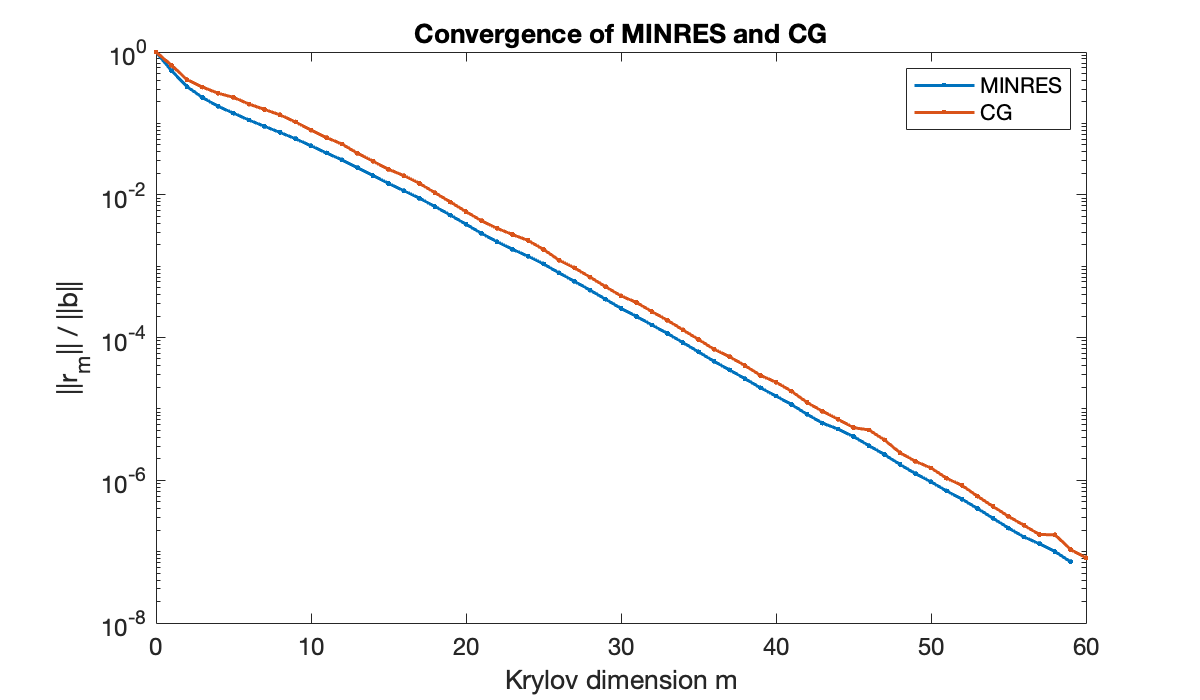 Convergence of MINRES and CG
MINRES
CG
10^0
10^-2
10^-4
10^-6
10^-8
||r_m|| / ||b||
0 10 20 30 40 50 60
Krylov dimension m